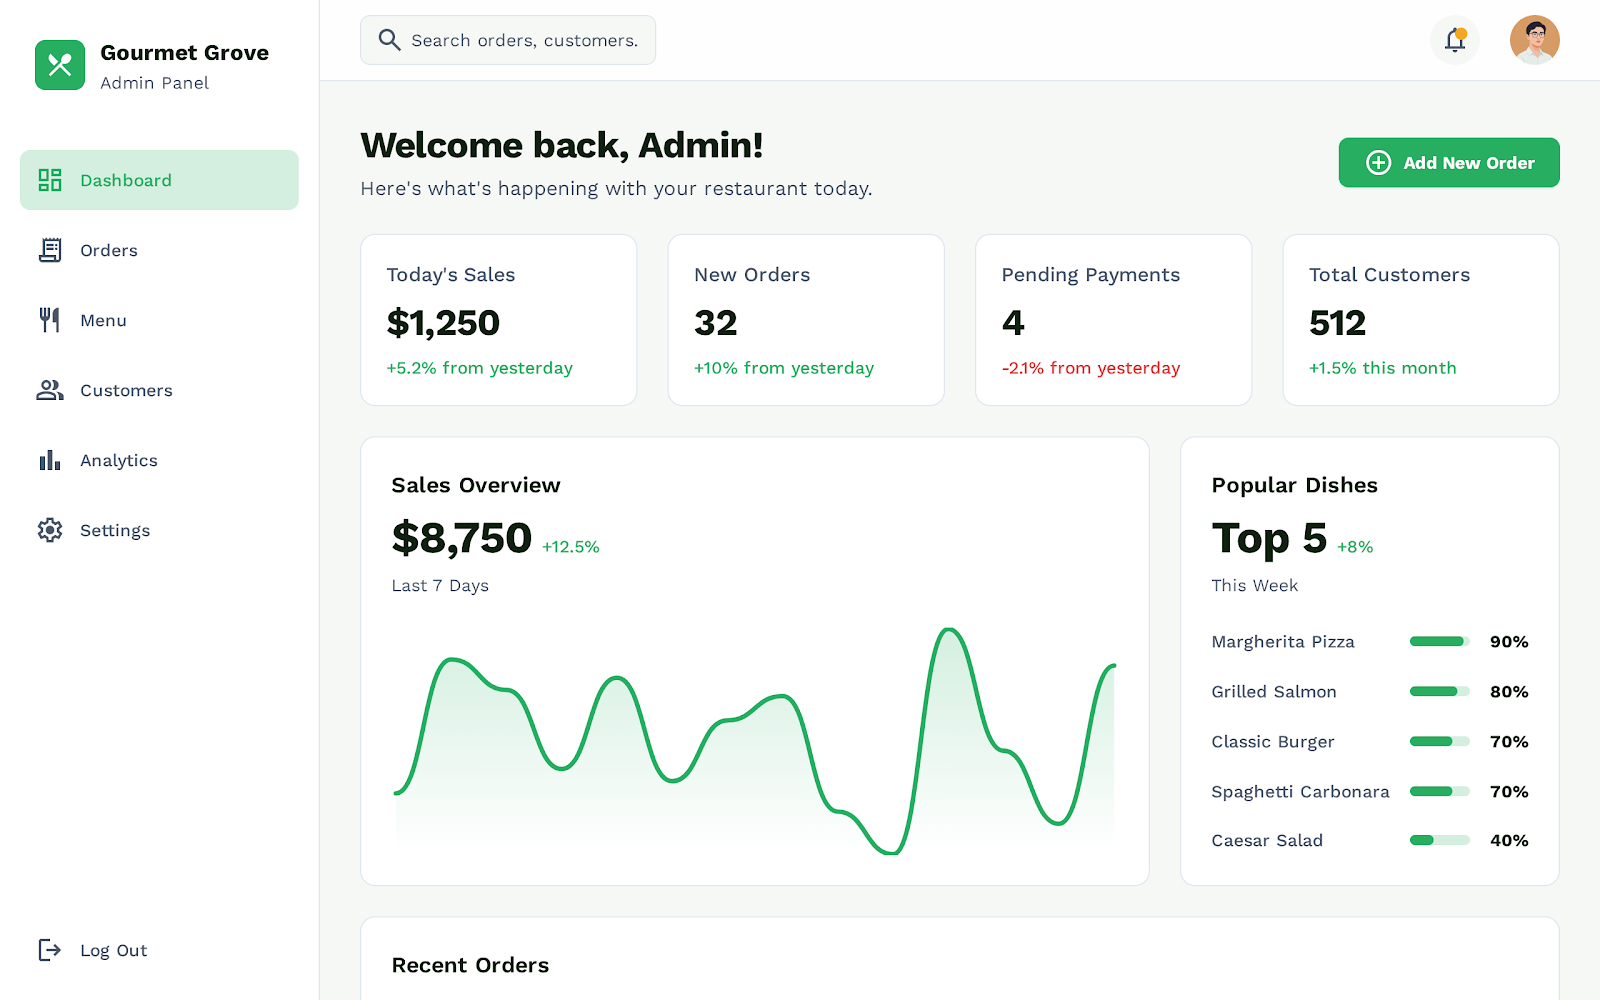 Gourmet Grove
Admin Panel
Dashboard
Orders
Menu
Customers
Analytics
Settings
Log Out
Search orders, customers.
Welcome back, Admin!
Here's what's happening with your restaurant today.
Add New Order
Today's Sales
$1,250
+5.2% from yesterday
New Orders
32
+10% from yesterday
Pending Payments
4
-2.1% from yesterday
Total Customers
512
+1.5% this month
Sales Overview
$8,750 +12.5%
Last 7 Days
Popular Dishes
Top 5 +8%
This Week
Margherita Pizza 90%
Grilled Salmon 80%
Classic Burger 70%
Spaghetti Carbonara 70%
Caesar Salad 40%
Recent Orders